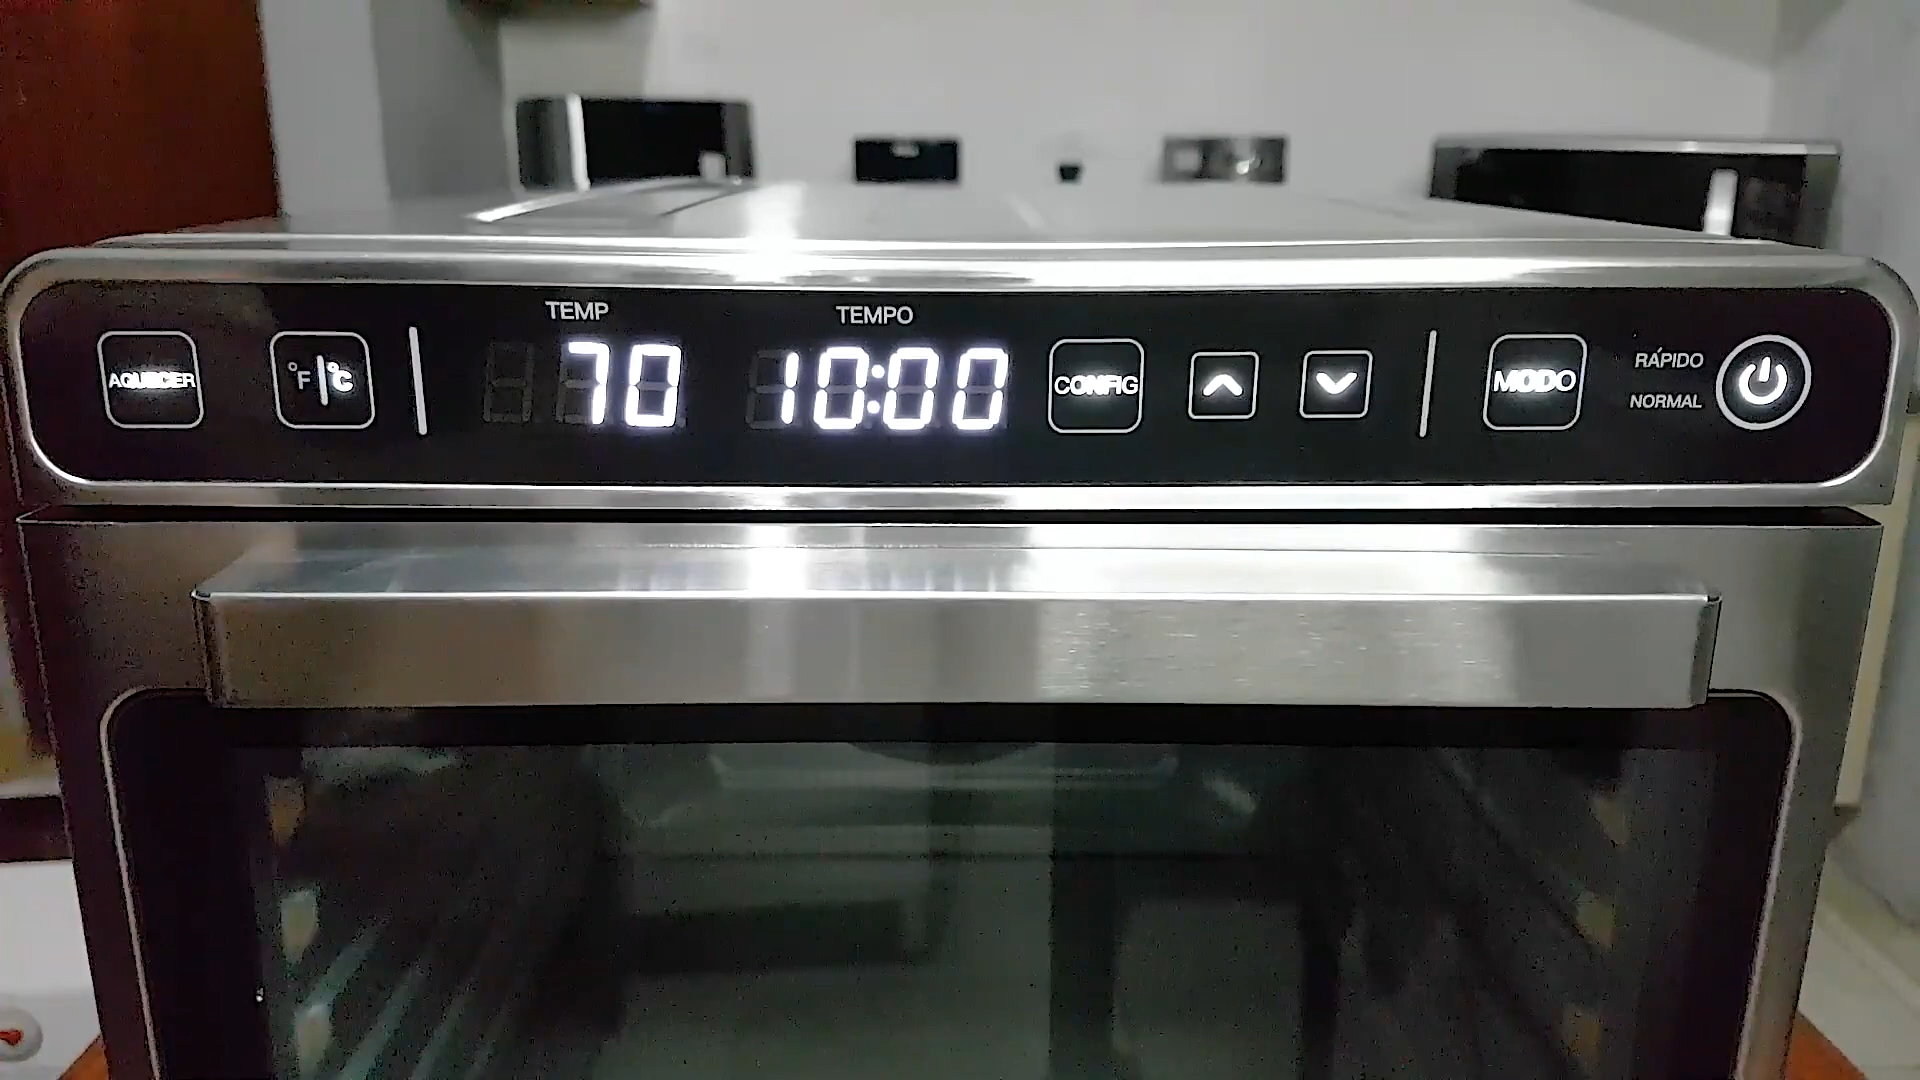 AQUECER
°F|°C
TEMP
70
TEMPO
10:00
CONFIG
MODO
RÁPIDO
NORMAL